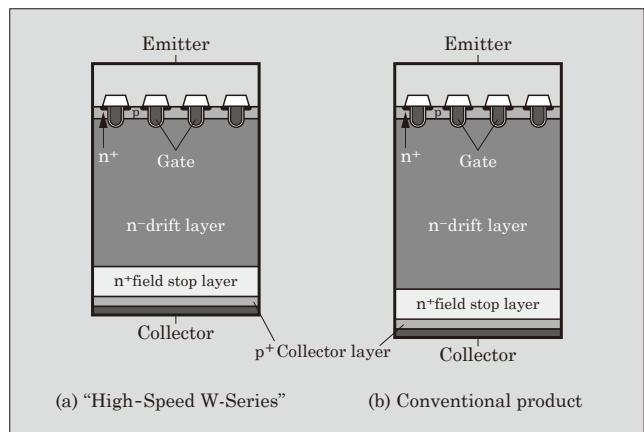 Emitter
p
n+
Gate
n−drift layer
n+field stop layer
Collector
Emitter
p
n+
Gate
n−drift layer
n+field stop layer
Collector
p+ Collector layer
(a) “High-Speed W-Series”
(b) Conventional product